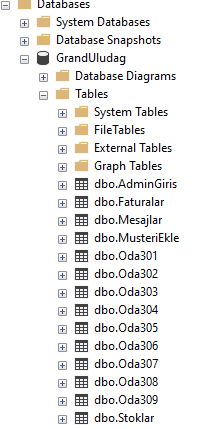 Databases
System Databases
Database Snapshots
GrandUludag
Database Diagrams
Tables
System Tables
FileTables
External Tables
Graph Tables
dbo.AdminGiris
dbo.Faturalar
dbo.Mesajlar
dbo.MusteriEkle
dbo.Oda301
dbo.Oda302
dbo.Oda303
dbo.Oda304
dbo.Oda305
dbo.Oda306
dbo.Oda307
dbo.Oda308
dbo.Oda309
dbo.Stoklar